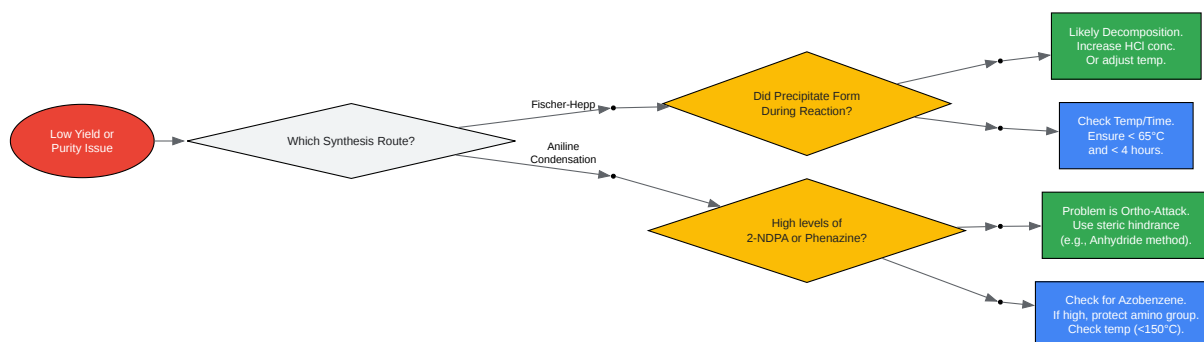 Low Yield or
Purity Issue
Which Synthesis Route?
Fischer-Hepp
Aniline
Condensation
Did Precipitate Form
During Reaction?
High levels of
2-NDPA or Phenazine?
Likely Decomposition.
Increase HCl conc.
Or adjust temp.
Check Temp/Time.
Ensure < 65°C
and < 4 hours.
Problem is Ortho-Attack.
Use steric hindrance
(e.g., Anhydride method).
Check for Azobenzene.
If high, protect amino group.
Check temp (<150°C).